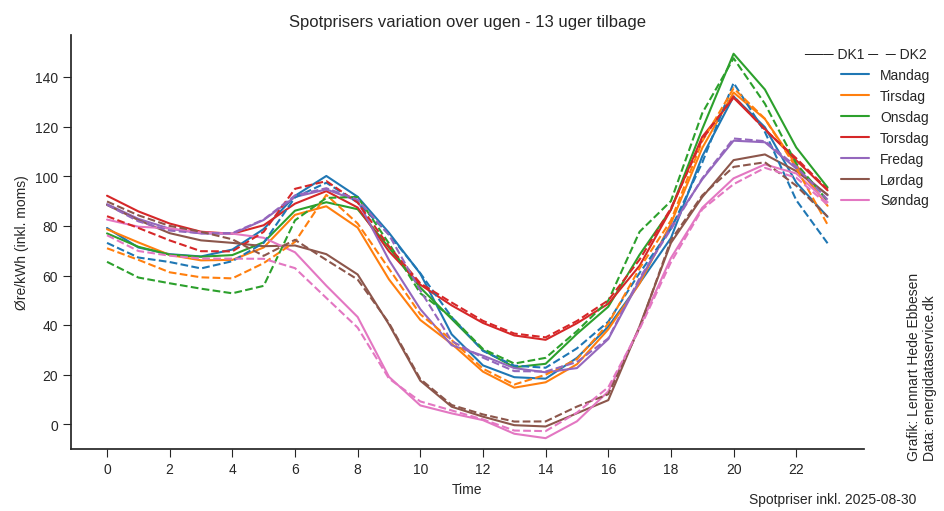 Spotprisers variation over ugen - 13 uger tilbage
Øre/kWh (inkl. moms)
140
120
100
80
60
40
20
0
0 2 4 6 8 10 12 14 16 18 20 22
Time
DK1 DK2
Mandag
Tirsdag
Onsdag
Torsdag
Fredag
Lørdag
Søndag
Grafik: Lennart Hede Ebbesen
Data: energidataservice.dk
Spotpriser inkl. 2025-08-30